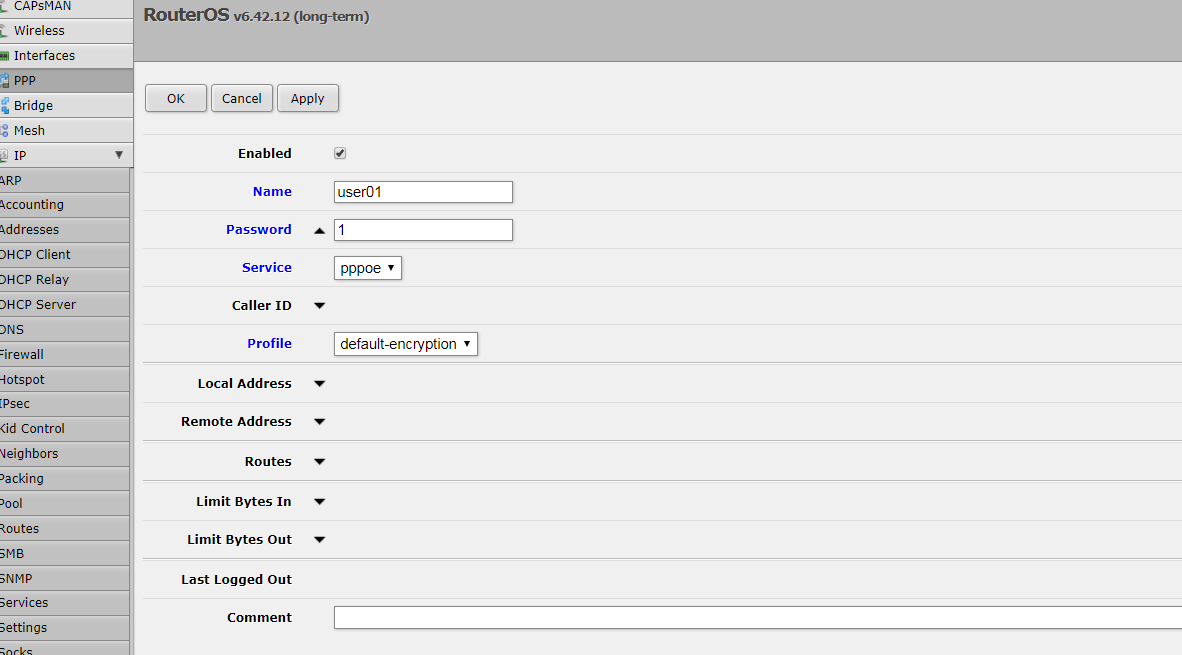 CAPsMAN
Wireless
Interfaces
PPP
Bridge
Mesh
IP
ARP
Accounting
Addresses
DHCP Client
DHCP Relay
DHCP Server
DNS
Firewall
Hotspot
IPsec
Kid Control
Neighbors
Packing
Pool
Routes
SMB
SNMP
Services
Settings
Socks
RouterOS v6.42.12 (long-term)
OK Cancel Apply
Enabled
Name user01
Password 1
Service pppoe
Caller ID
Profile default-encryption
Local Address
Remote Address
Routes
Limit Bytes In
Limit Bytes Out
Last Logged Out
Comment